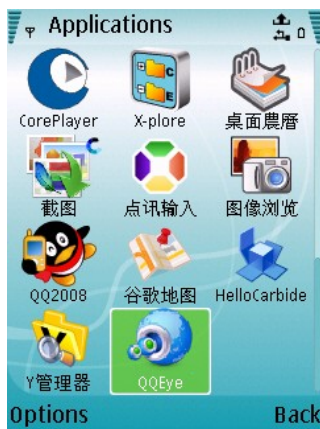 Applications
CorePlayer
X-plore
桌面農曆
截图
点讯输入
图像浏览
QQ2008
谷歌地图
HelloCarbide
Y管理器
QQEye
Options
Back